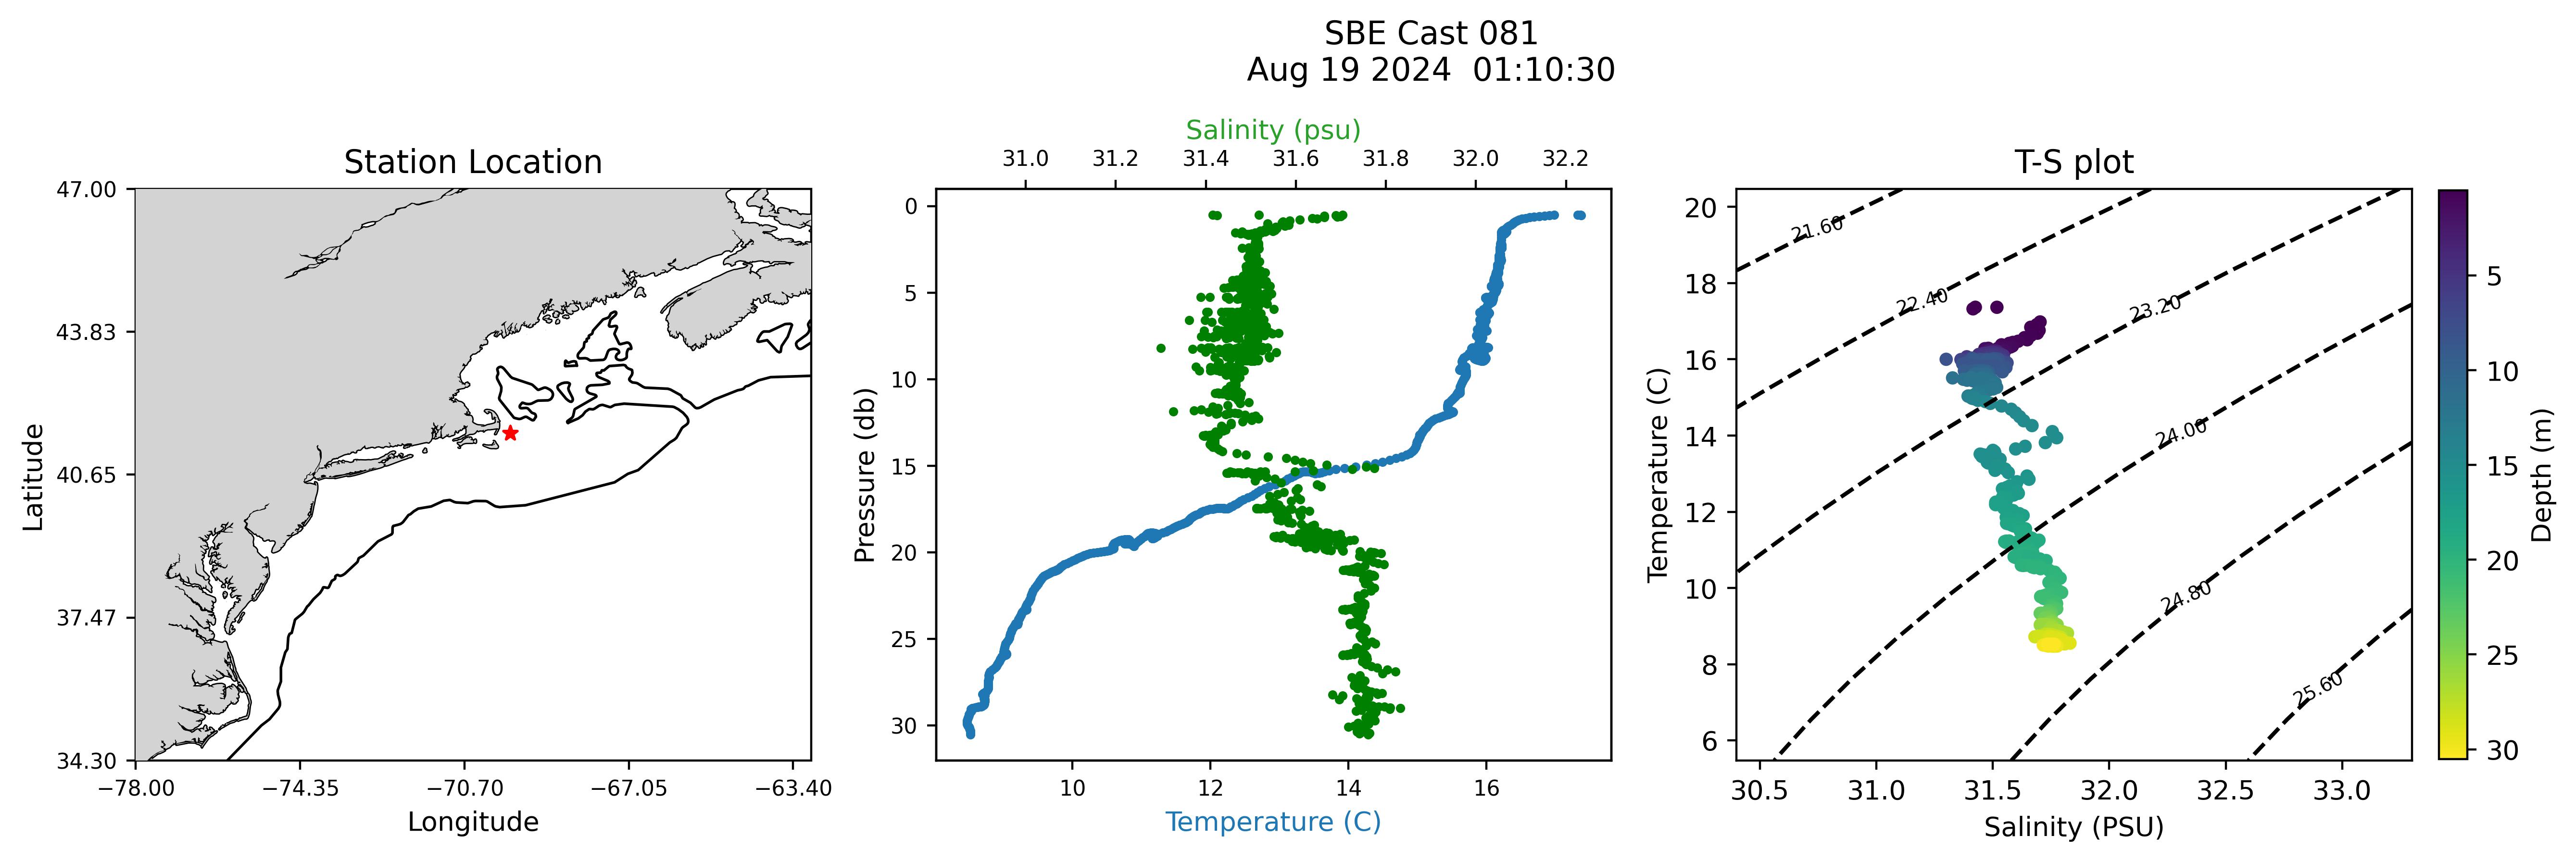 SBE Cast 081
Aug 19 2024  01:10:30
Station Location
47.00
43.83
40.65
37.47
34.30
Latitude
−78.00 −74.35 −70.70 −67.05 −63.40
Longitude
Salinity (psu)
31.0 31.2 31.4 31.6 31.8 32.0 32.2
0
5
10
15
20
25
30
Pressure (db)
10 12 14 16
Temperature (C)
T-S plot
20
18
16
14
12
10
8
6
Temperature (C)
21.60
22.40
23.20
24.00
24.80
25.60
30.5 31.0 31.5 32.0 32.5 33.0
Salinity (PSU)
5
10
15
20
25
30
Depth (m)